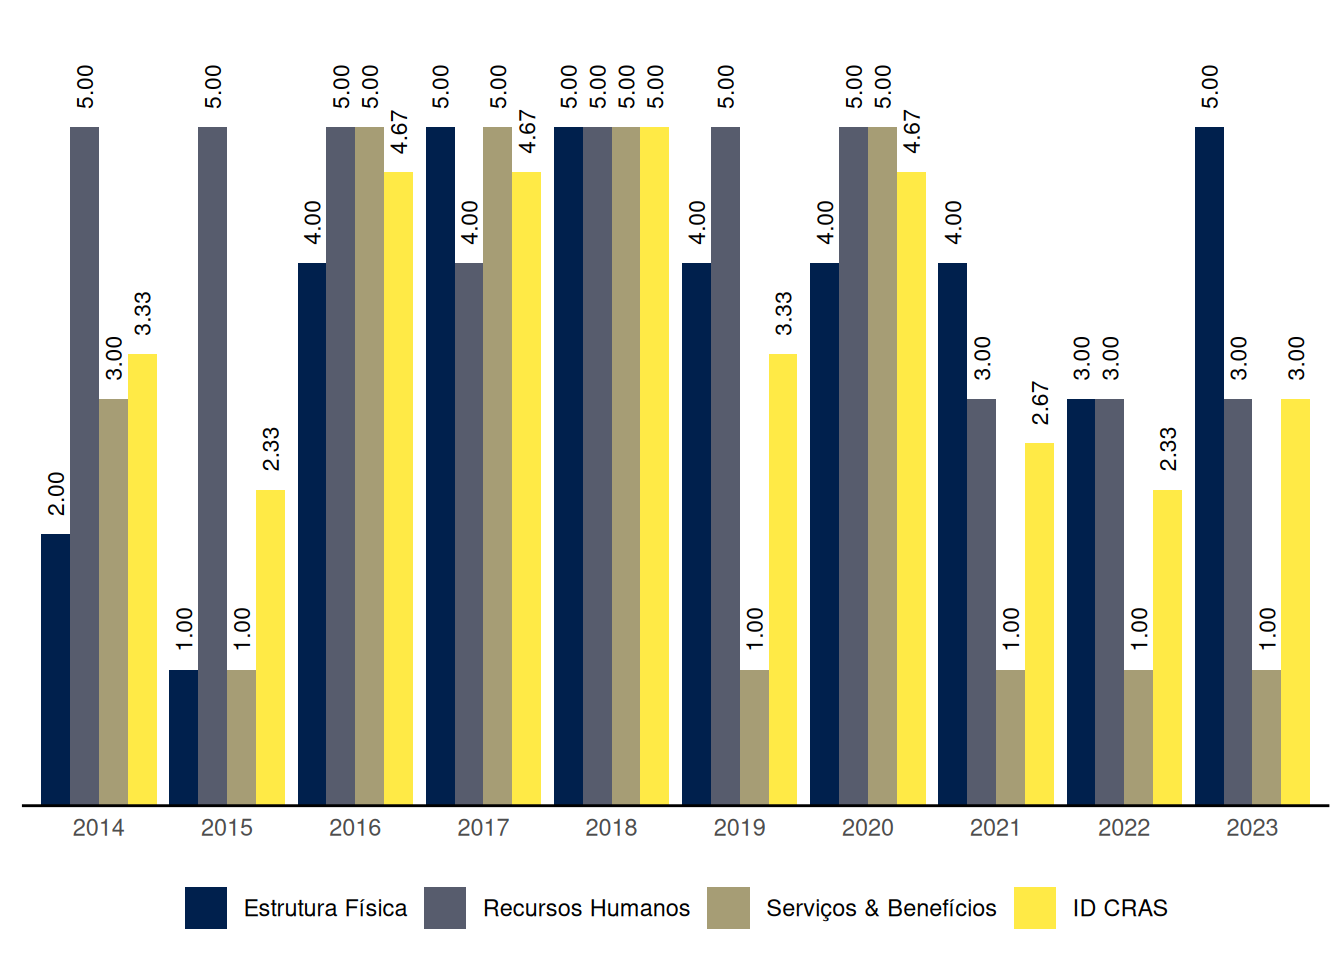 2.00 5.00 3.00 3.33
1.00 5.00 1.00 2.33
4.00 5.00 5.00 4.67
5.00 4.00 5.00 4.67
5.00 5.00 5.00 5.00
4.00 5.00 1.00 3.33
4.00 5.00 5.00 4.67
4.00 3.00 1.00 2.67
3.00 3.00 1.00 2.33
5.00 3.00 1.00 3.00
2014 2015 2016 2017 2018 2019 2020 2021 2022 2023
Estrutura Física Recursos Humanos Serviços & Benefícios ID CRAS